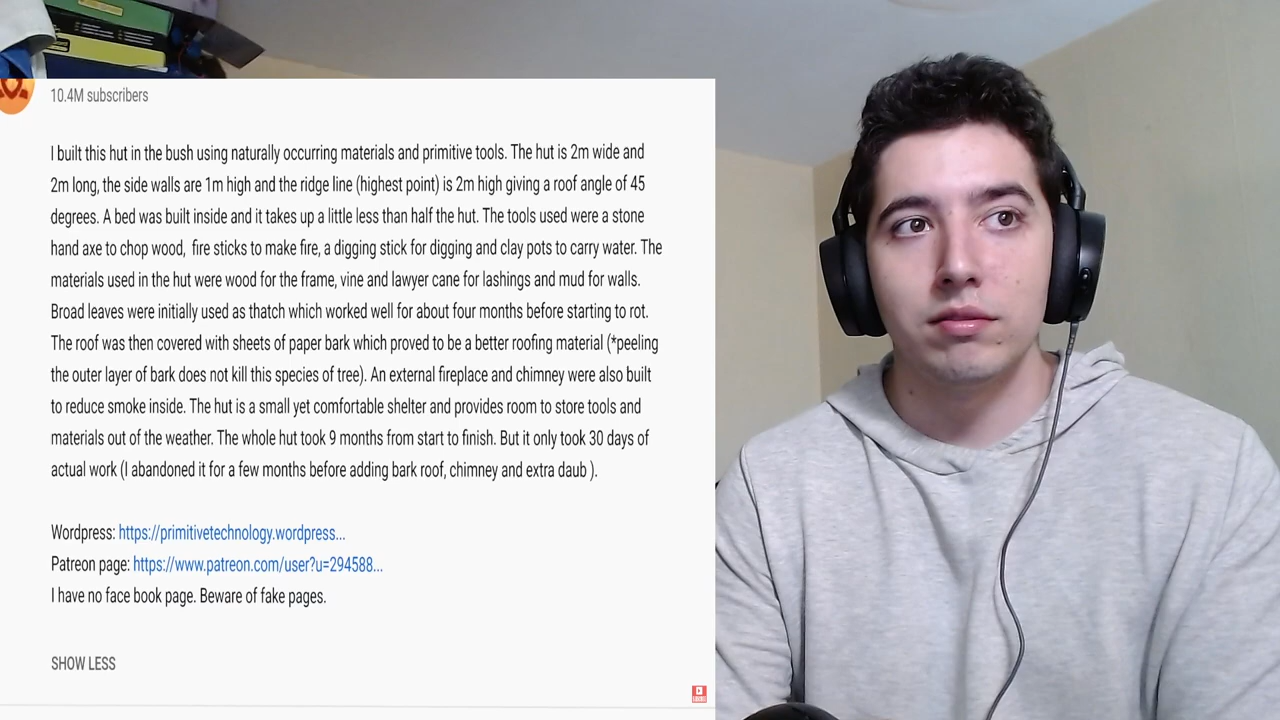 10.4M subscribers
I built this hut in the bush using naturally occurring materials and primitive tools. The hut is 2m wide and
2m long, the side walls are 1m high and the ridge line (highest point) is 2m high giving a roof angle of 45
degrees. A bed was built inside and it takes up a little less than half the hut. The tools used were a stone
hand axe to chop wood, fire sticks to make fire, a digging stick for digging and clay pots to carry water. The
materials used in the hut were wood for the frame, vine and lawyer cane for lashings and mud for walls.
Broad leaves were initially used as thatch which worked well for about four months before starting to rot.
The roof was then covered with sheets of paper bark which proved to be a better roofing material (*peeling
the outer layer of bark does not kill this species of tree). An external fireplace and chimney were also built
to reduce smoke inside. The hut is a small yet comfortable shelter and provides room to store tools and
materials out of the weather. The whole hut took 9 months from start to finish. But it only took 30 days of
actual work (I abandoned it for a few months before adding bark roof, chimney and extra daub ).
Wordpress: https://primitivetechnology.wordpress...
Patreon page: https://www.patreon.com/user?u=294588...
I have no face book page. Beware of fake pages.
SHOW LESS